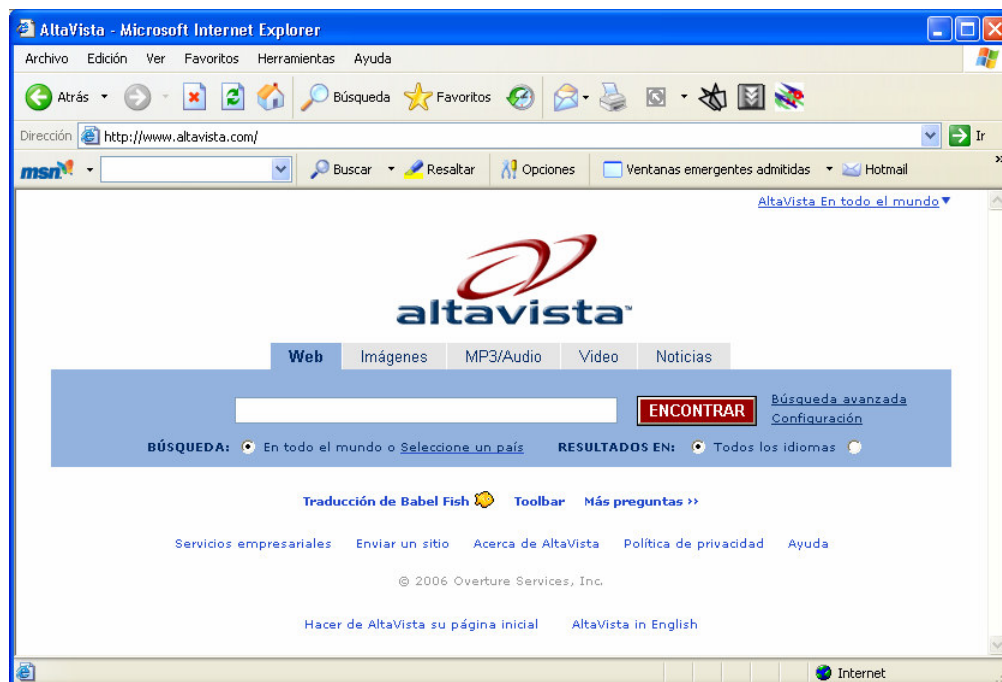 AltaVista - Microsoft Internet Explorer
Archivo Edición Ver Favoritos Herramientas Ayuda
Atrás Búsqueda Favoritos
Dirección http://www.altavista.com/ Ir
msn Buscar Resaltar Opciones Ventanas emergentes admitidas Hotmail »
AltaVista En todo el mundo
altavista™
Web Imágenes MP3/Audio Video Noticias
ENCONTRAR Búsqueda avanzada
Configuración
BÚSQUEDA: En todo el mundo o Seleccione un país RESULTADOS EN: Todos los idiomas
Traducción de Babel Fish Toolbar Más preguntas ››
Servicios empresariales Enviar un sitio Acerca de AltaVista Política de privacidad Ayuda
© 2006 Overture Services, Inc.
Hacer de AltaVista su página inicial AltaVista in English
Internet